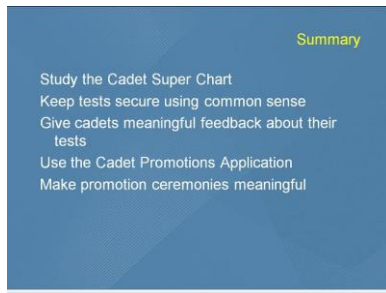 Summary
Study the Cadet Super Chart
Keep tests secure using common sense
Give cadets meaningful feedback about their
tests
Use the Cadet Promotions Application
Make promotion ceremonies meaningful